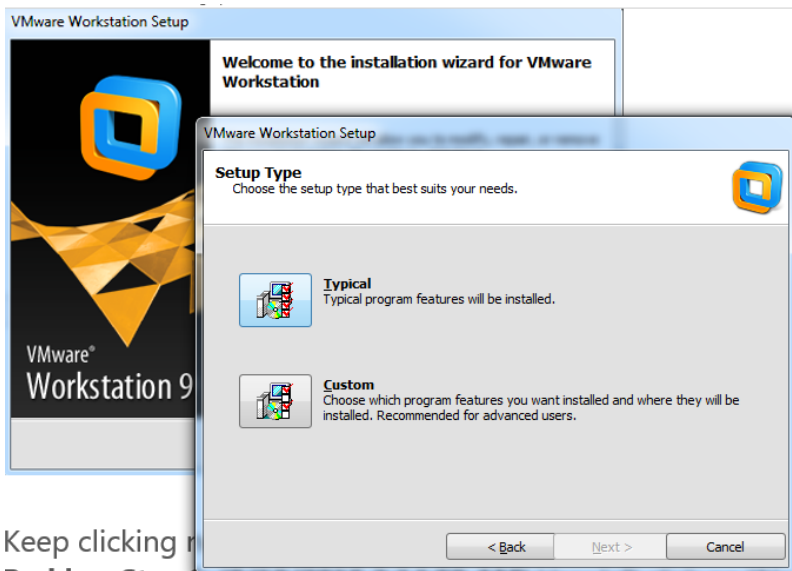 VMware Workstation Setup
Welcome to the installation wizard for VMware
Workstation
VMware Workstation Setup
Setup Type
Choose the setup type that best suits your needs.
Typical
Typical program features will be installed.
Custom
Choose which program features you want installed and where they will be
installed. Recommended for advanced users.
VMware®
Workstation 9
< Back
Next >
Cancel
Keep clicking